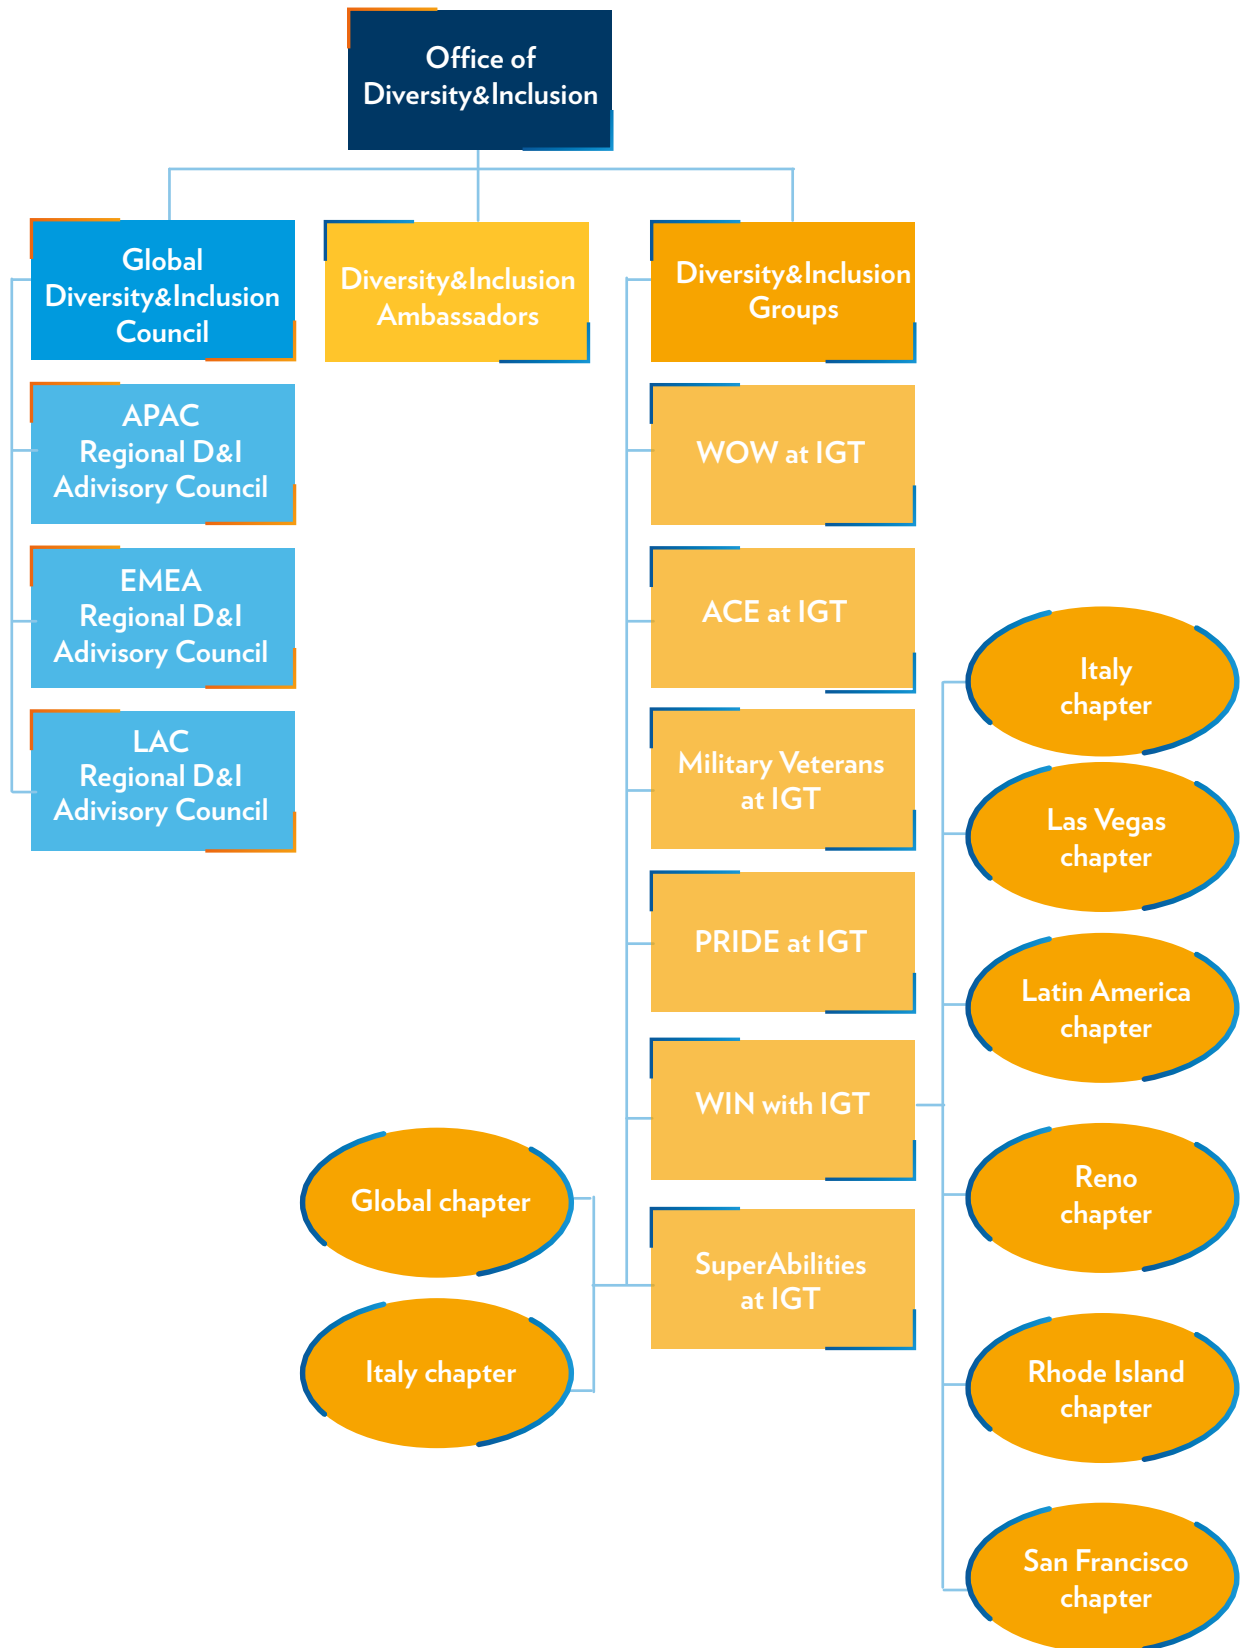 Office of
Diversity&Inclusion
Global
Diversity&Inclusion
Council
Diversity&Inclusion
Ambassadors
Diversity&Inclusion
Groups
APAC
Regional D&I
Adivisory Council
EMEA
Regional D&I
Adivisory Council
LAC
Regional D&I
Adivisory Council
WOW at IGT
ACE at IGT
Military Veterans
at IGT
PRIDE at IGT
WIN with IGT
SuperAbilities
at IGT
Global chapter
Italy chapter
Italy
chapter
Las Vegas
chapter
Latin America
chapter
Reno
chapter
Rhode Island
chapter
San Francisco
chapter